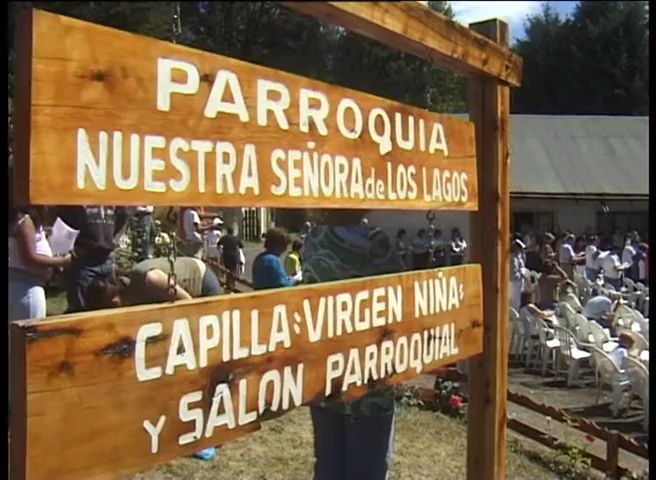 PARROQUIA
NUESTRA SEÑORA de LOS LAGOS
CAPILLA: VIRGEN NIÑA:
Y SALON PARROQUIAL